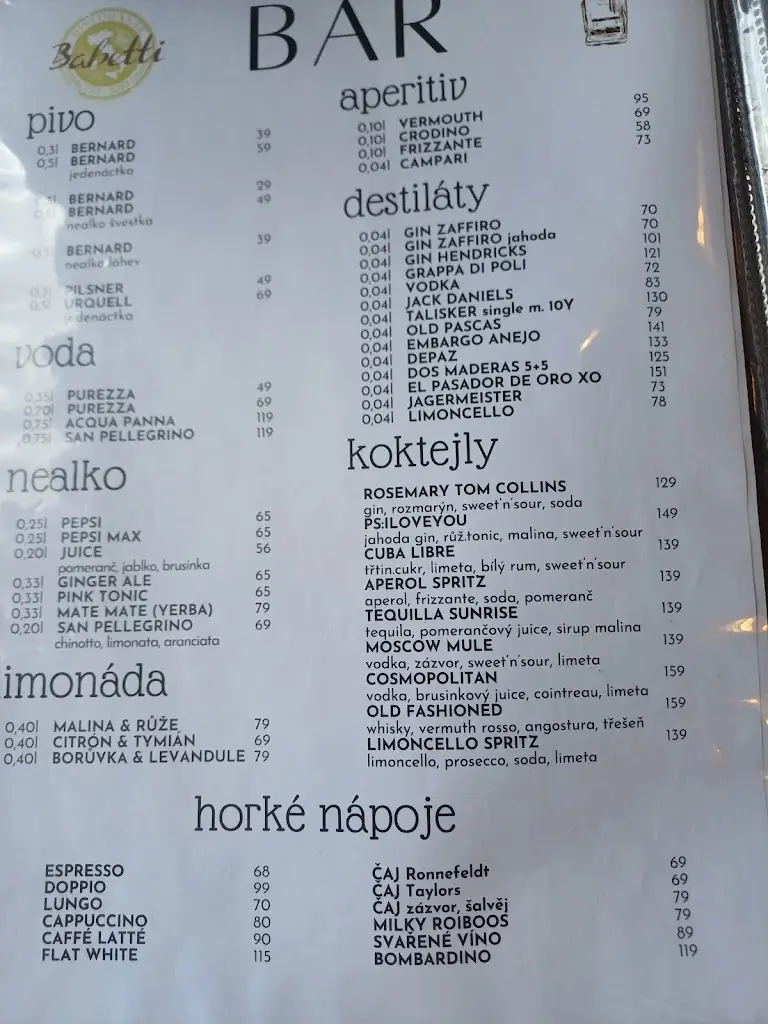 Babetti
BAR
pivo
0,3l BERNARD 39
0,5l BERNARD 59
jedenáctka
BERNARD 29
BERNARD 49
nealko švestka
BERNARD 39
nealko láhev
0,3l PILSNER 49
0,5l URQUELL 69
jedenáctka
voda
0,35l PUREZZA 49
0,70l PUREZZA 69
0,75l ACQUA PANNA 119
0,75l SAN PELLEGRINO 119
nealko
0,25l PEPSI 65
0,25l PEPSI MAX 65
0,20l JUICE 56
pomeranč, jablko, brusinka
0,33l GINGER ALE 65
0,33l PINK TONIC 65
0,33l MATE MATE (YERBA) 79
0,20l SAN PELLEGRINO 69
chinotto, limonata, aranciata
limonáda
0,40l MALINA & RŮŽE 79
0,40l CITRÓN & TYMIÁN 69
0,40l BORŮVKA & LEVANDULE 79
aperitiv
0,10l VERMOUTH 95
0,10l CRODINO 69
0,10l FRIZZANTE 58
0,04l CAMPARI 73
destiláty
0,04l GIN ZAFFIRO 70
0,04l GIN ZAFFIRO jahoda 70
0,04l GIN HENDRICKS 101
0,04l GRAPPA DI POLI 121
0,04l VODKA 72
0,04l JACK DANIELS 83
0,04l TALISKER single m. 10Y 130
0,04l OLD PASCAS 79
0,04l EMBARGO ANEJO 141
0,04l DEPAZ 133
0,04l DOS MADERAS 5+5 125
0,04l EL PASADOR DE ORO XO 151
0,04l JAGERMEISTER 73
0,04l LIMONCELLO 78
koktejly
ROSEMARY TOM COLLINS 129
gin, rozmarýn, sweet'n'sour, soda
PS:ILOVEYOU 149
jahoda gin, růž.tonic, malina, sweet'n'sour
CUBA LIBRE 139
třtin.cukr, limeta, bílý rum, sweet'n'sour
APEROL SPRITZ 139
aperol, frizzante, soda, pomeranč
TEQUILLA SUNRISE 139
tequila, pomerančový juice, sirup malina
MOSCOW MULE 139
vodka, zázvor, sweet'n'sour, limeta
COSMOPOLITAN 159
vodka, brusinkový juice, cointreau, limeta
OLD FASHIONED 159
whisky, vermuth rosso, angostura, třešeň
LIMONCELLO SPRITZ 139
limoncello, prosecco, soda, limeta
horké nápoje
ESPRESSO 68
DOPPIO 99
LUNGO 70
CAPPUCCINO 80
CAFFÉ LATTÉ 90
FLAT WHITE 115
ČAJ Ronnefeldt 69
ČAJ Taylors 69
ČAJ zázvor, šalvěj 79
MILKY ROIBOOS 79
SVAŘENÉ VÍNO 89
BOMBARDINO 119